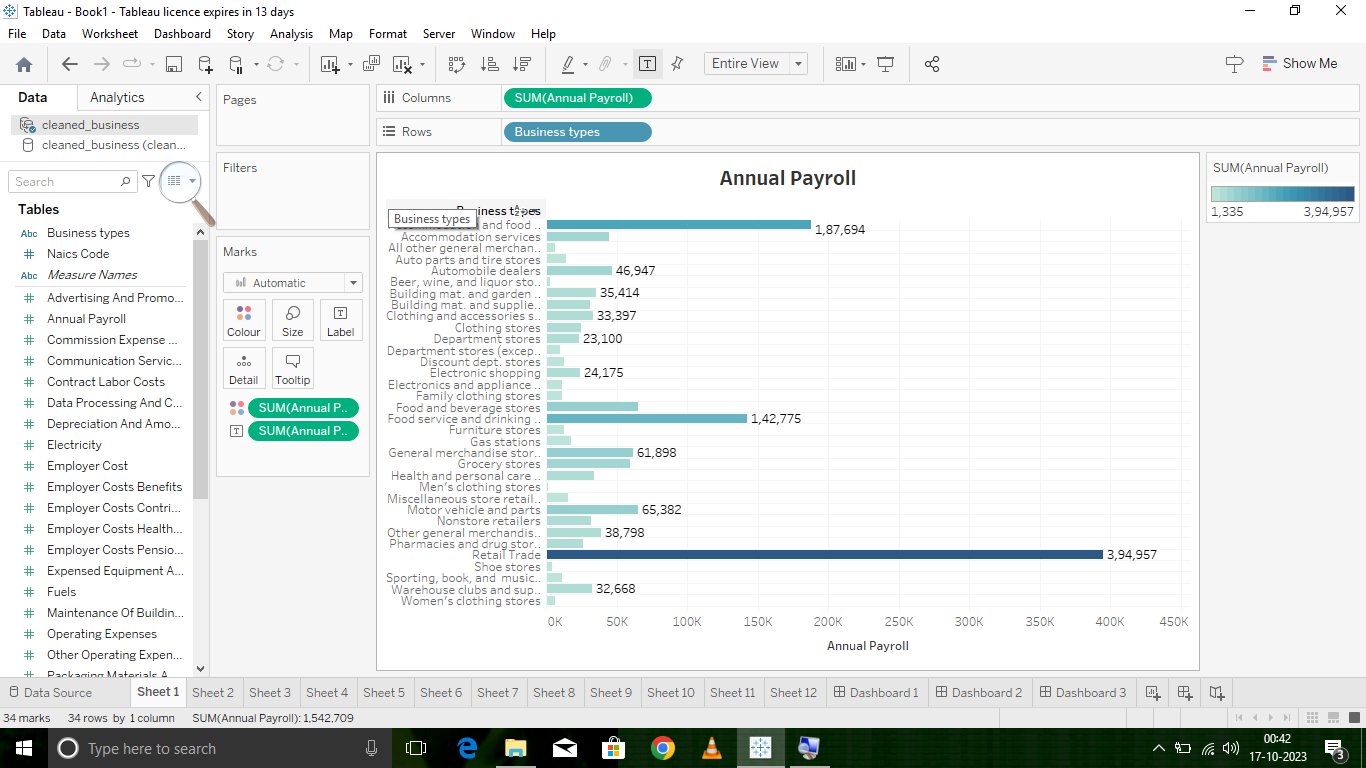 Tableau - Book1 - Tableau licence expires in 13 days
File Data Worksheet Dashboard Story Analysis Map Format Server Window Help
Entire View
Show Me
Data Analytics
cleaned_business
cleaned_business (clean...
Search
Tables
Abc Business types
# Naics Code
Abc Measure Names
# Advertising And Promo...
# Annual Payroll
# Commission Expense ...
# Communication Servic...
# Contract Labor Costs
# Data Processing And C...
# Depreciation And Amo...
# Electricity
# Employer Cost
# Employer Costs Benefits
# Employer Costs Contri...
# Employer Costs Health...
# Employer Costs Pensio...
# Expensed Equipment A...
# Fuels
# Maintenance Of Buildin...
# Operating Expenses
# Other Operating Expen...
# Packaging Materials A...
Pages
Filters
Marks
Automatic
Colour Size Label
Detail Tooltip
SUM(Annual P..
SUM(Annual P..
Columns SUM(Annual Payroll)
Rows Business types
Annual Payroll
Business types
Business types
and food .. 1,87,694
Accommodation services
All other general merchan..
Auto parts and tire stores
Automobile dealers 46,947
Beer, wine, and liquor sto..
Building mat. and garden .. 35,414
Building mat. and supplie..
Clothing and accessories s.. 33,397
Clothing stores
Department stores 23,100
Department stores (excep..
Discount dept. stores
Electronic shopping 24,175
Electronics and appliance ..
Family clothing stores
Food and beverage stores
Food service and drinking .. 1,42,775
Furniture stores
Gas stations
General merchandise stor.. 61,898
Grocery stores
Health and personal care ..
Men's clothing stores
Miscellaneous store retail..
Motor vehicle and parts 65,382
Nonstore retailers
Other general merchandis.. 38,798
Pharmacies and drug stor..
Retail Trade 3,94,957
Shoe stores
Sporting, book, and music..
Warehouse clubs and sup.. 32,668
Women's clothing stores
0K 50K 100K 150K 200K 250K 300K 350K 400K 450K
Annual Payroll
SUM(Annual Payroll)
1,335 3,94,957
Data Source Sheet 1 Sheet 2 Sheet 3 Sheet 4 Sheet 5 Sheet 6 Sheet 7 Sheet 8 Sheet 9 Sheet 10 Sheet 11 Sheet 12 Dashboard 1 Dashboard 2 Dashboard 3
34 marks 34 rows by 1 column SUM(Annual Payroll): 1,542,709
Type here to search
00:42
17-10-2023
3